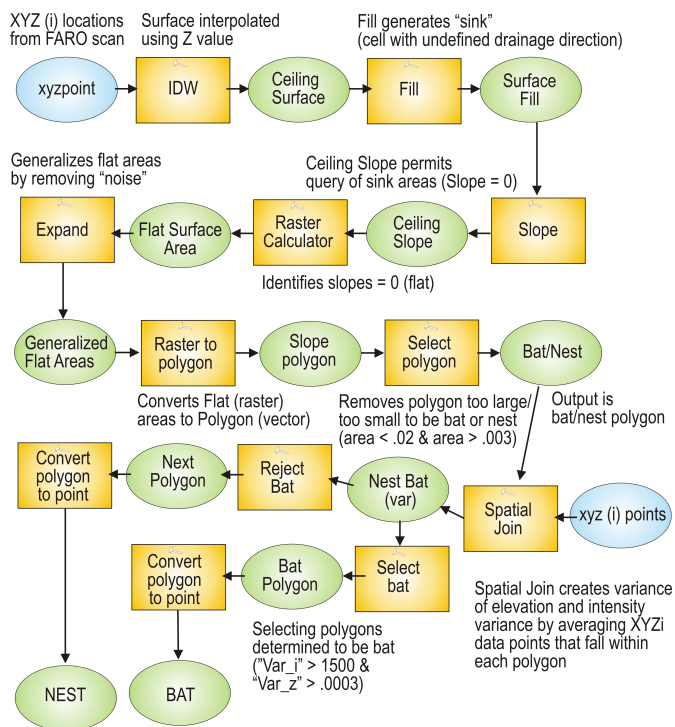 XYZ (i) locations
from FARO scan
Surface interpolated
using Z value
Fill generates “sink”
(cell with undefined drainage direction)
xyzpoint
IDW
Ceiling
Surface
Fill
Surface
Fill
Generalizes flat areas
by removing “noise”
Ceiling Slope permits
query of sink areas (Slope = 0)
Expand
Flat Surface
Area
Raster
Calculator
Ceiling
Slope
Slope
Identifies slopes = 0 (flat)
Generalized
Flat Areas
Raster to
polygon
Slope
polygon
Select
polygon
Bat/Nest
Converts Flat (raster)
areas to Polygon (vector)
Removes polygon too large/
too small to be bat or nest
(area < .02 & area > .003)
Output is
bat/nest polygon
Convert
polygon
to point
Next
Polygon
Reject
Bat
Nest Bat
(var)
Spatial
Join
xyz (i) points
Convert
polygon
to point
Bat
Polygon
Select
bat
Spatial Join creates variance
of elevation and intensity
variance by averaging XYZi
data points that fall within
each polygon
Selecting polygons
determined to be bat
("Var_i" > 1500 &
“Var_z” > .0003)
NEST
BAT